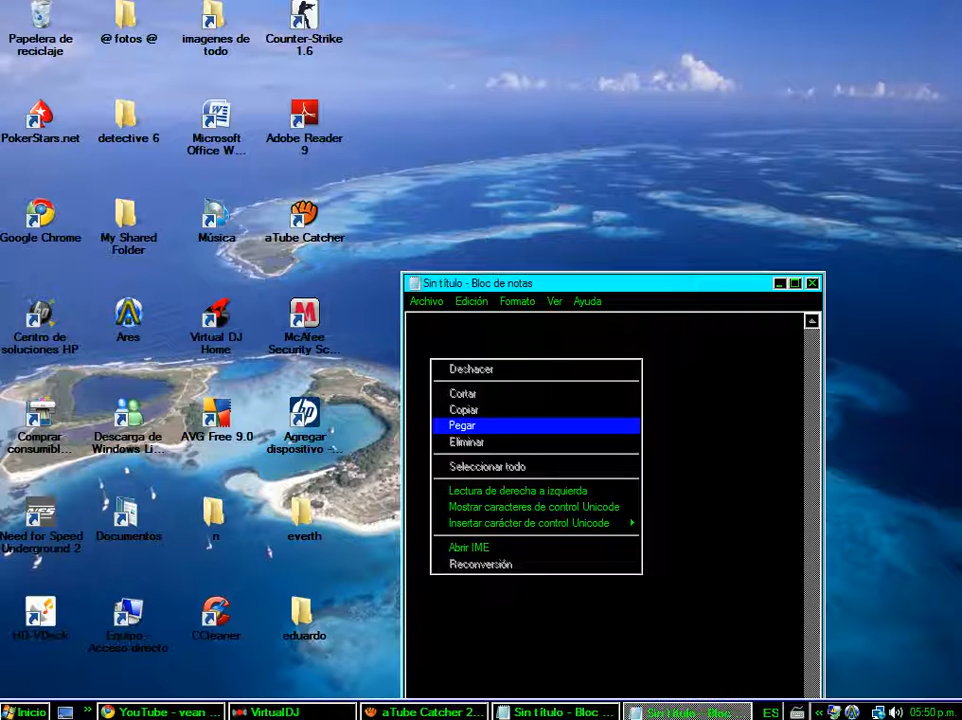 Papelera de
reciclaje
@ fotos @
imagenes de
todo
Counter-Strike
1.6
PokerStars.net
detective 6
Microsoft
Office W...
Adobe Reader
9
Google Chrome
My Shared
Folder
Música
aTube Catcher
Centro de
soluciones HP
Ares
Virtual DJ
Home
McAfee
Security Sc...
Comprar
consumibl...
Descarga de
Windows Li...
AVG Free 9.0
Agregar
dispositivo -...
Need for Speed
Underground 2
Documentos
n
everth
HD-VDeck
Equipo -
Acceso directo
CCleaner
eduardo
Sin título - Bloc de notas
Archivo Edición Formato Ver Ayuda
Deshacer
Cortar
Copiar
Pegar
Eliminar
Seleccionar todo
Lectura de derecha a izquierda
Mostrar caracteres de control Unicode
Insertar carácter de control Unicode
Abrir IME
Reconversión
Inicio » YouTube - vean ... VirtualDJ aTube Catcher 2... Sin título - Bloc ... Sin título - Bloc ... ES « 05:50 p.m.